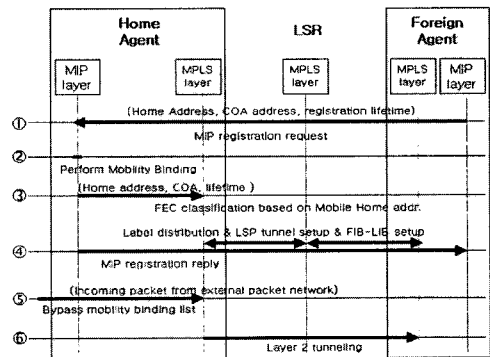 Home
Agent
LSR
Foreign
Agent
MIP
layer
MPLS
layer
MPLS
layer
MPLS
layer
MIP
layer
①
(Home Address, COA address, registration lifetime)
MIP registration request
②
Perform Mobility Binding
③
(Home address, COA, lifetime )
FEC classification based on Mobile Home addr.
Label distribution & LSP tunnel setup & FIB-LIB setup
④
MIP registration reply
(Incoming packet from external packet network)
⑤
Bypass mobility binding list
⑥
Layer 2 tunneling